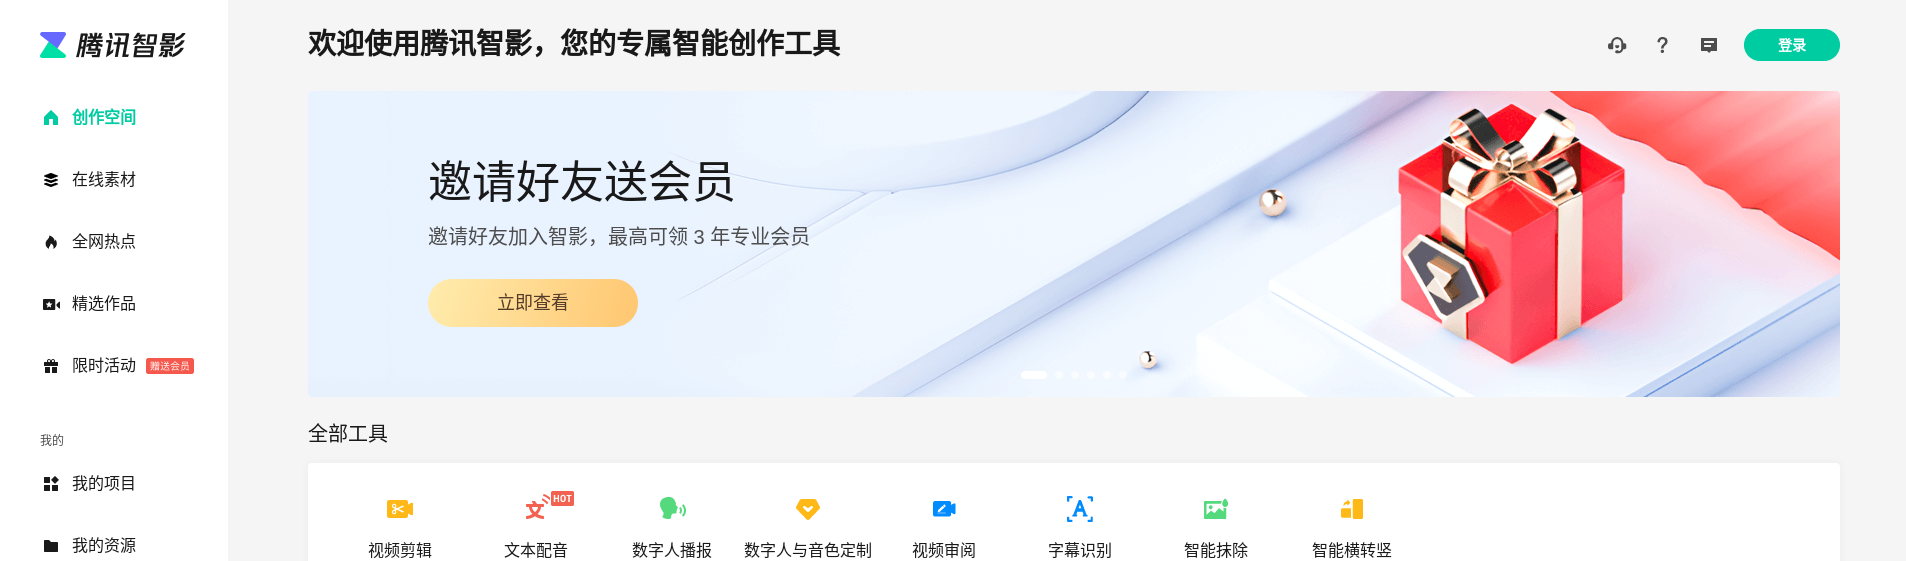 腾讯智影
创作空间
在线素材
全网热点
精选作品
限时活动 赠送会员
我的
我的项目
我的资源
欢迎使用腾讯智影，您的专属智能创作工具
登录
邀请好友送会员
邀请好友加入智影，最高可领 3 年专业会员
立即查看
全部工具
HOT
视频剪辑 文本配音 数字人播报 数字人与音色定制 视频审阅 字幕识别 智能抹除 智能横转竖